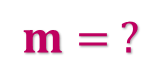 m = ?